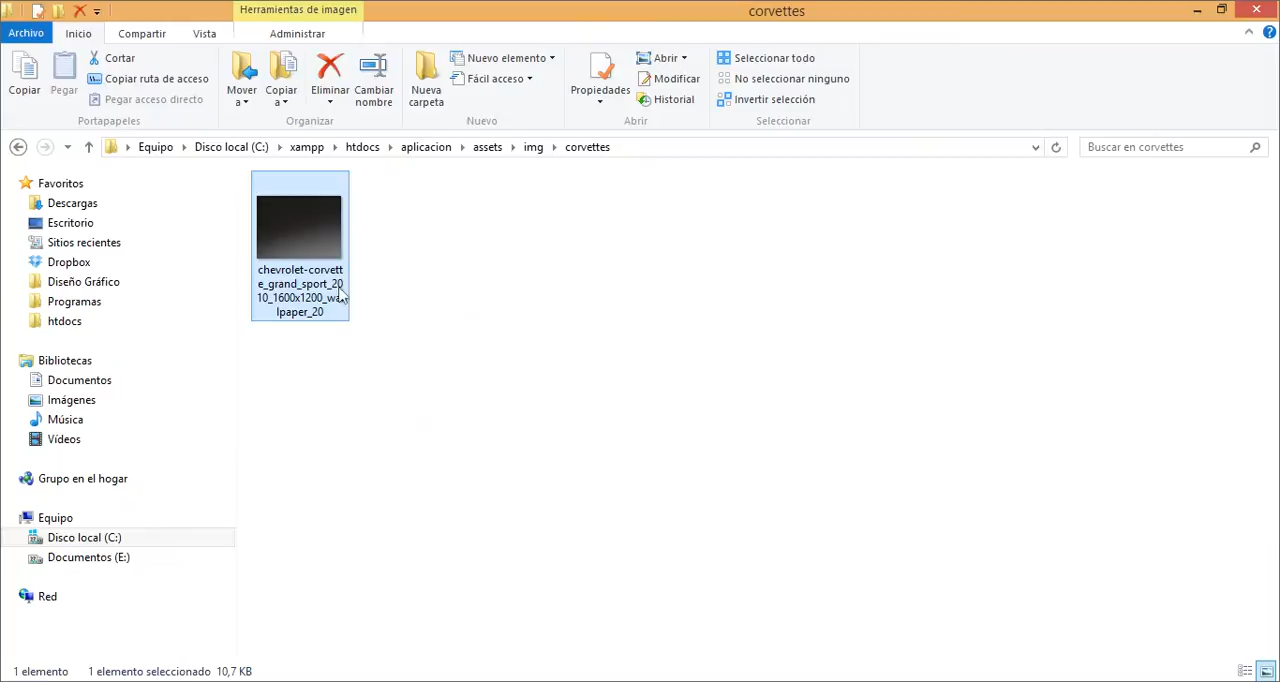 Herramientas de imagen
corvettes
Archivo
Inicio
Compartir
Vista
Administrar
Copiar
Pegar
Cortar
Copiar ruta de acceso
Pegar acceso directo
Portapapeles
Mover a
Copiar a
Eliminar
Cambiar nombre
Organizar
Nueva carpeta
Nuevo elemento
Fácil acceso
Nuevo
Propiedades
Abrir
Modificar
Historial
Abrir
Seleccionar todo
No seleccionar ninguno
Invertir selección
Seleccionar
Equipo
Disco local (C:)
xampp
htdocs
aplicacion
assets
img
corvettes
Buscar en corvettes
Favoritos
Descargas
Escritorio
Sitios recientes
Dropbox
Diseño Gráfico
Programas
htdocs
Bibliotecas
Documentos
Imágenes
Música
Vídeos
Grupo en el hogar
Equipo
Disco local (C:)
Documentos (E:)
Red
chevrolet-corvett
e_grand_sport_20
10_1600x1200_wal
lpaper_20
1 elemento
1 elemento seleccionado 10,7 KB